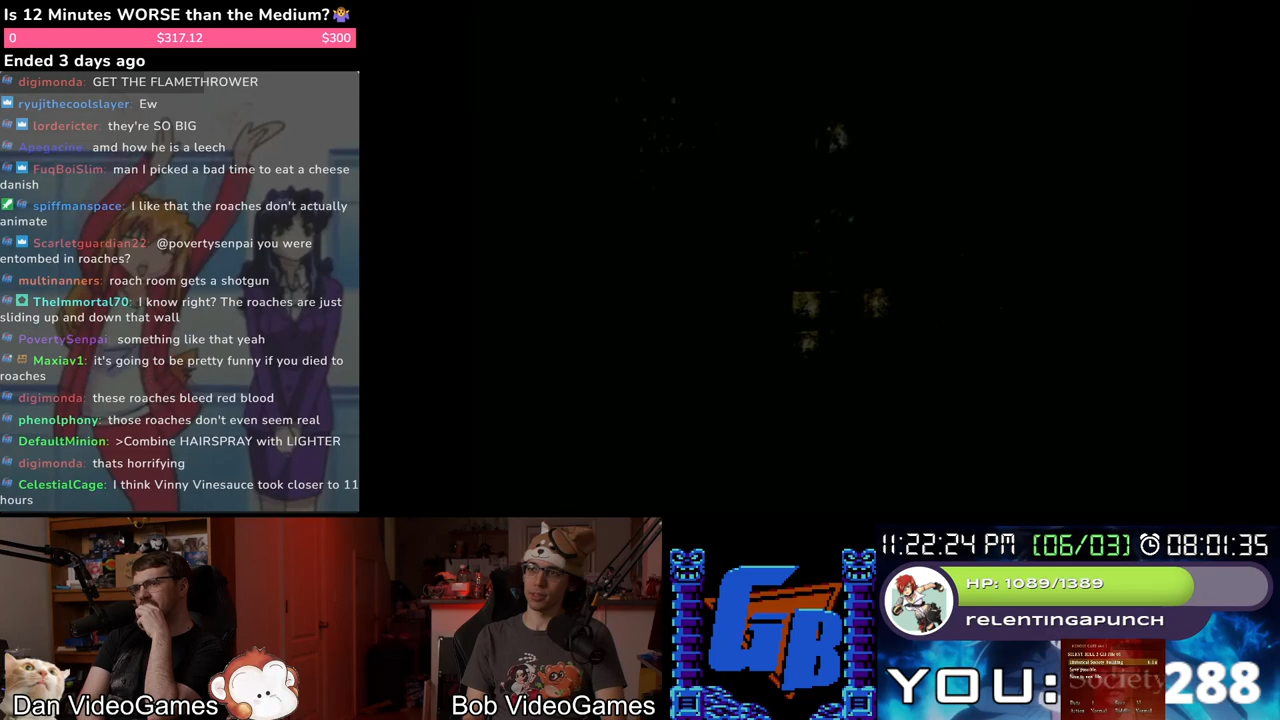 Is 12 Minutes WORSE than the Medium?🤷‍♀️
0 $317.12 $300
Ended 3 days ago
digimonda: GET THE FLAMETHROWER
ryujithecoolslayer: Ew
lordericter: they're SO BIG
Apegacine: amd how he is a leech
FuqBoiSlim: man I picked a bad time to eat a cheese
danish
spiffmanspace: I like that the roaches don't actually
animate
Scarletguardian22: @povertysenpai you were
entombed in roaches?
multinanners: roach room gets a shotgun
TheImmortal70: I know right? The roaches are just
sliding up and down that wall
PovertySenpai: something like that yeah
Maxiav1: it's going to be pretty funny if you died to
roaches
digimonda: these roaches bleed red blood
phenolphony: those roaches don't even seem real
DefaultMinion: >Combine HAIRSPRAY with LIGHTER
digimonda: thats horrifying
CelestialCage: I think Vinny Vinesauce took closer to 11
hours
Dan VideoGames
Bob VideoGames
GB
11:22:24 PM [06/03] 08:01:35
HP: 1089/1389
relentingapunch
YOU: 288
Historical Society Building
Society